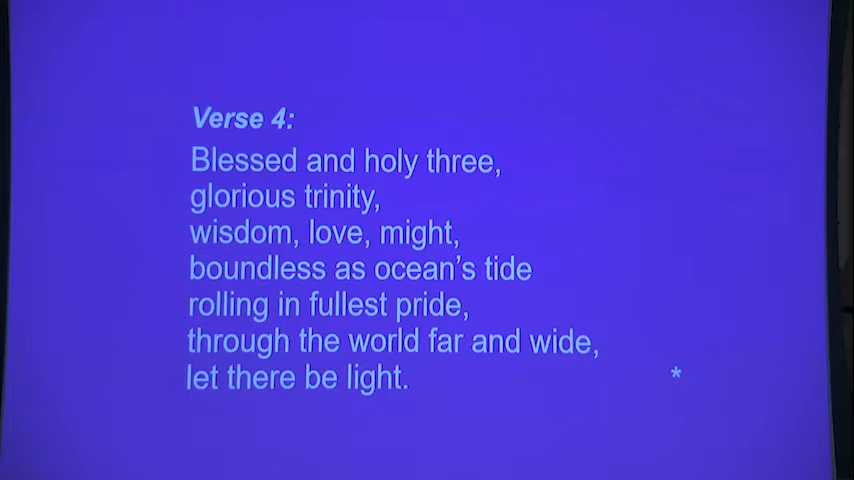 Verse 4:
Blessed and holy three,
glorious trinity,
wisdom, love, might,
boundless as ocean’s tide
rolling in fullest pride,
through the world far and wide,
let there be light. *